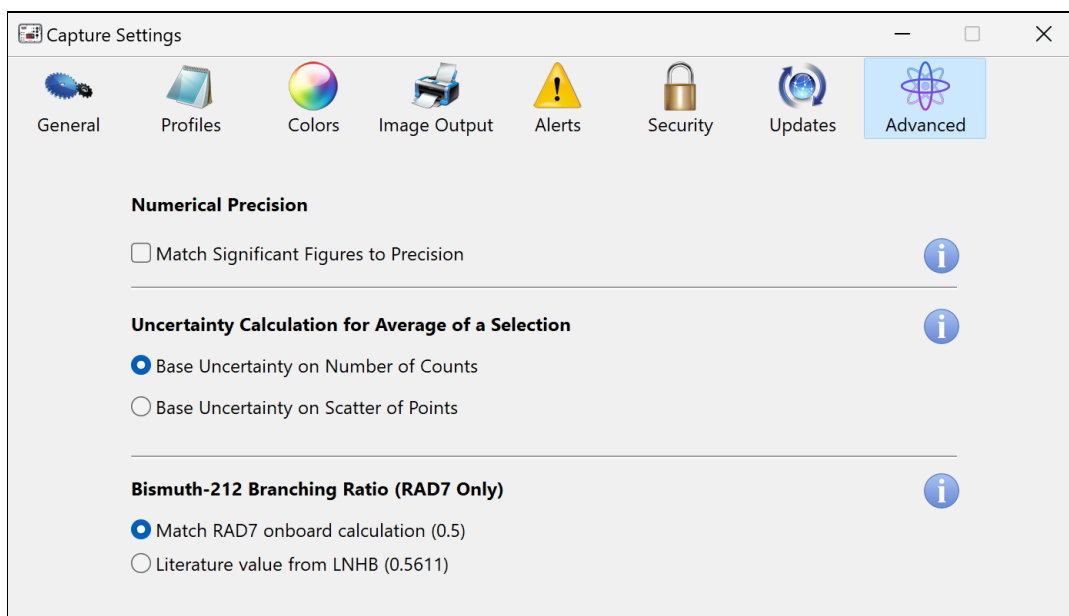 Capture Settings
General Profiles Colors Image Output Alerts Security Updates Advanced
Numerical Precision
Match Significant Figures to Precision
Uncertainty Calculation for Average of a Selection
Base Uncertainty on Number of Counts
Base Uncertainty on Scatter of Points
Bismuth-212 Branching Ratio (RAD7 Only)
Match RAD7 onboard calculation (0.5)
Literature value from LNHB (0.5611)